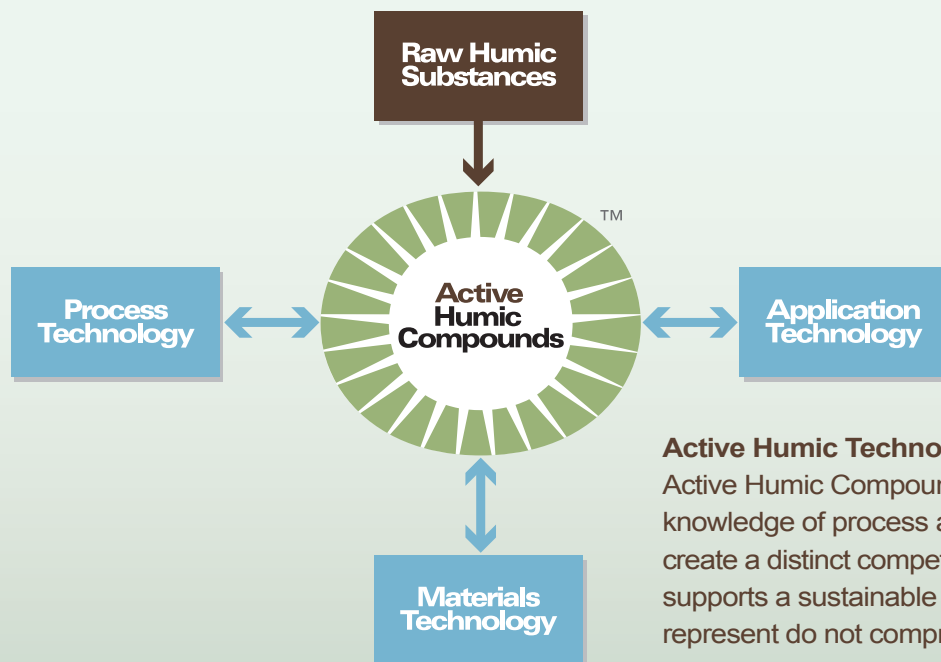 Raw Humic
Substances
TM
Process
Technology
Active
Humic
Compounds
Application
Technology
Active Humic Techno
Active Humic Compoun
knowledge of process a
create a distinct compet
supports a sustainable
represent do not compr
Materials
Technology